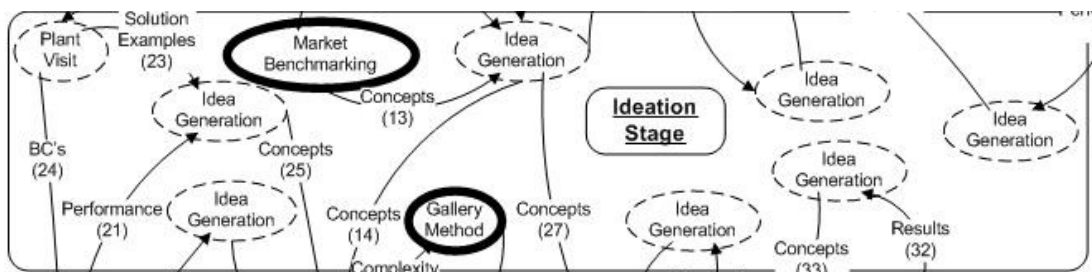 Plant
Visit
Solution
Examples
(23)
Market
Benchmarking
Idea
Generation
Idea
Generation
Concepts
(13)
Ideation
Stage
Idea
Generation
Idea
Generation
BC's
(24)
Concepts
(25)
Idea
Generation
Performance
(21)
Idea
Generation
Concepts
(14)
Gallery
Method
Concepts
(27)
Idea
Generation
Results
(32)
Concepts
(33)
Complexity